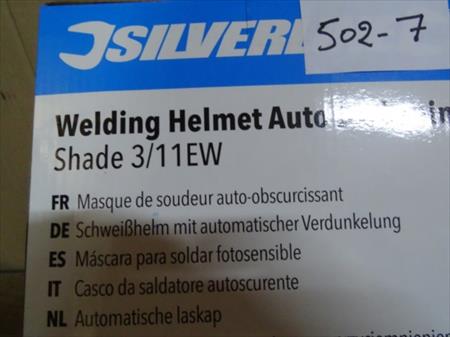 SILVERL
502-7
Welding Helmet Auto
Shade 3/11EW
FR Masque de soudeur auto-obscurcissant
DE Schweißhelm mit automatischer Verdunkelung
ES Máscara para soldar fotosensible
IT Casco da saldatore autoscurente
NL Automatische laskap